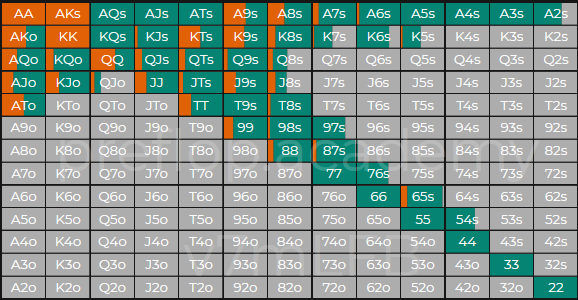 AA AKs AQs AJs ATs A9s A8s A7s A6s A5s A4s A3s A2s
AKo KK KQs KJs KTs K9s K8s K7s K6s K5s K4s K3s K2s
AQo KQo QQ QJs QTs Q9s Q8s Q7s Q6s Q5s Q4s Q3s Q2s
AJo KJo QJo JJ JTs J9s J8s J7s J6s J5s J4s J3s J2s
ATo KTo QTo JTo TT T9s T8s T7s T6s T5s T4s T3s T2s
A9o K9o Q9o J9o T9o 99 98s 97s 96s 95s 94s 93s 92s
A8o K8o Q8o J8o T8o 98o 88 87s 86s 85s 84s 83s 82s
preflop.academy
A7o K7o Q7o J7o T7o 97o 87o 77 76s 75s 74s 73s 72s
A6o K6o Q6o J6o T6o 96o 86o 76o 66 65s 64s 63s 62s
A5o K5o Q5o J5o T5o 95o 85o 75o 65o 55 54s 53s 52s
A4o K4o Q4o J4o T4o 94o 84o 74o 64o 54o 44 43s 42s
A3o K3o Q3o J3o T3o 93o 83o 73o 63o 53o 43o 33 32s
A2o K2o Q2o J2o T2o 92o 82o 72o 62o 52o 42o 32o 22